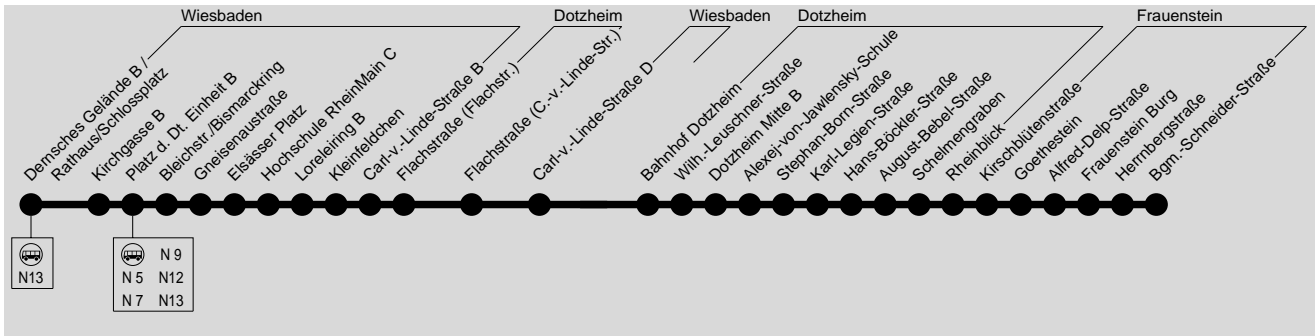 Wiesbaden
Dotzheim
Wiesbaden
Dotzheim
Frauenstein
Dernsches Gelände B /
Rathaus/Schlossplatz
Kirchgasse B
Platz d. Dt. Einheit B
Bleichstr./Bismarckring
Gneisenaustraße
Elsässer Platz
Hochschule RheinMain C
Loreleiring B
Kleinfeldchen
Carl-v.-Linde-Straße B
Flachstraße (Flachstr.)
Flachstraße (C.-v.-Linde-Str.)
Carl-v.-Linde-Straße D
Bahnhof Dotzheim
Wilh.-Leuschner-Straße
Dotzheim Mitte B
Alexej-von-Jawlensky-Schule
Stephan-Born-Straße
Karl-Legien-Straße
Hans-Böckler-Straße
August-Bebel-Straße
Schelmengraben
Rheinblick
Kirschblütenstraße
Goethestein
Alfred-Delp-Straße
Frauenstein Burg
Herrnbergstraße
Bgm.-Schneider-Straße
N13
N 9
N 5 N12
N 7 N13